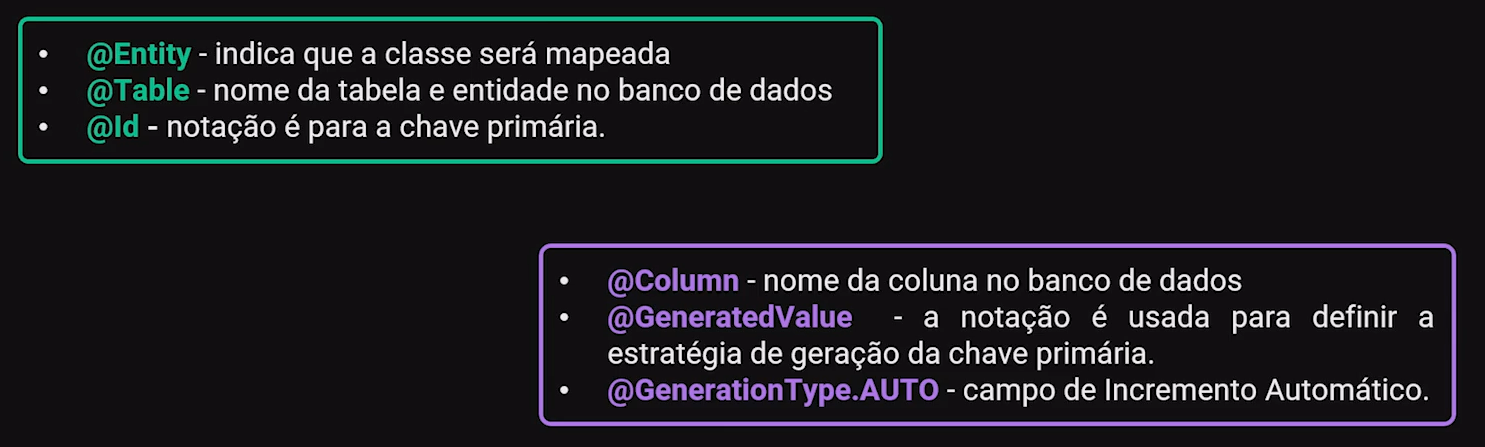 • @Entity - indica que a classe será mapeada
• @Table - nome da tabela e entidade no banco de dados
• @Id - notação é para a chave primária.
• @Column - nome da coluna no banco de dados
• @GeneratedValue - a notação é usada para definir a
estratégia de geração da chave primária.
• @GenerationType.AUTO - campo de Incremento Automático.